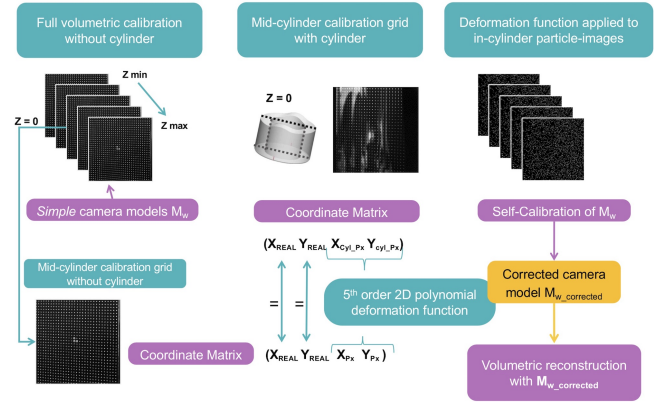 Full volumetric calibration
without cylinder
Z min
Z = 0
Z max
Simple camera models Mw
Mid-cylinder calibration grid
without cylinder
Coordinate Matrix
Mid-cylinder calibration grid
with cylinder
Z = 0
Coordinate Matrix
(XREAL YREAL XCyl_Px Ycyl_Px)
= =
5th order 2D polynomial
deformation function
(XREAL YREAL XPx YPx )
Deformation function applied to
in-cylinder particle-images
Self-Calibration of Mw
Corrected camera
model Mw_corrected
Volumetric reconstruction
with Mw_corrected